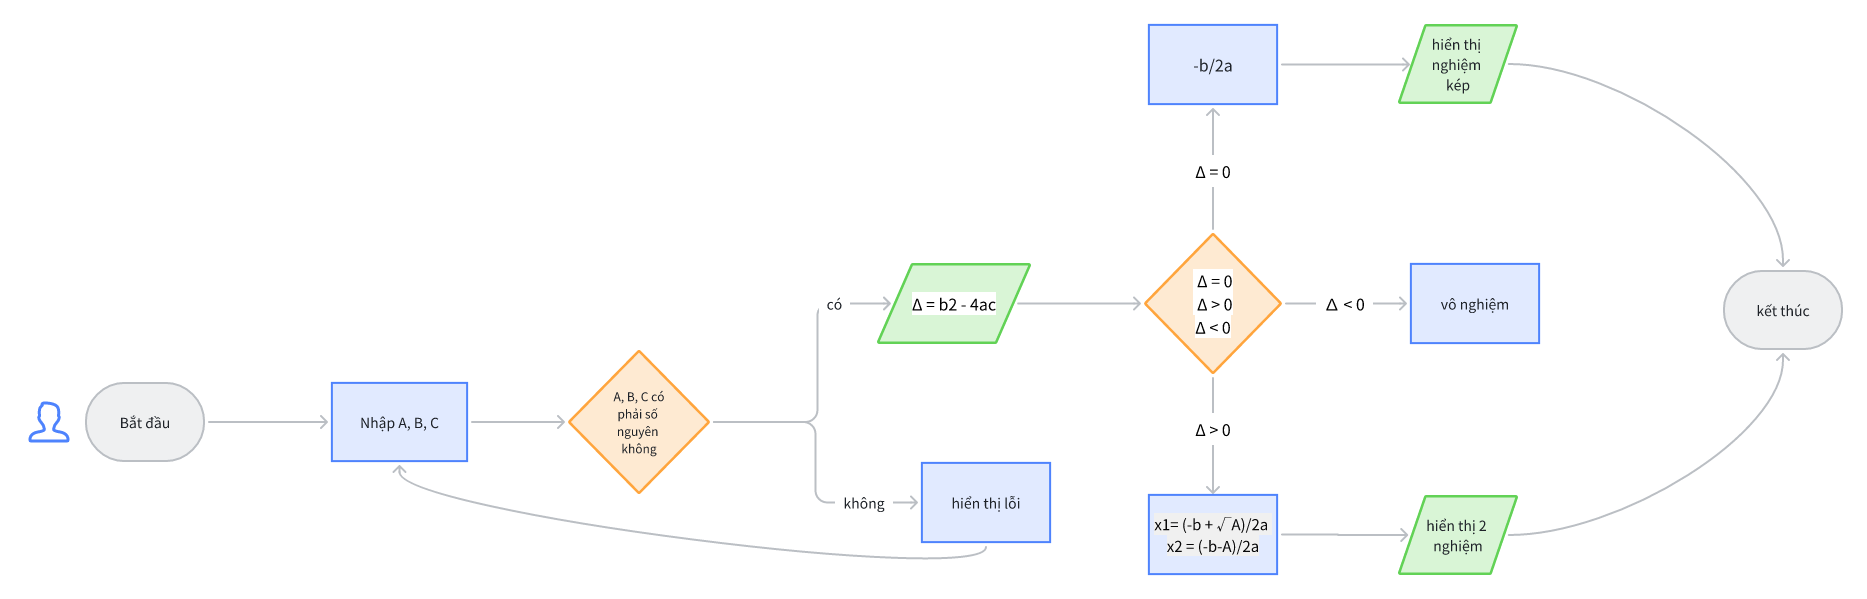 Bắt đầu
Nhập A, B, C
A, B, C có
phải số
nguyên
không
có
không
hiển thị lỗi
Δ = b2 - 4ac
Δ = 0
Δ > 0
Δ < 0
Δ = 0
-b/2a
hiển thị
nghiệm
kép
Δ < 0
vô nghiệm
Δ > 0
x1= (-b + √A)/2a
x2 = (-b-A)/2a
hiển thị 2
nghiệm
kết thúc